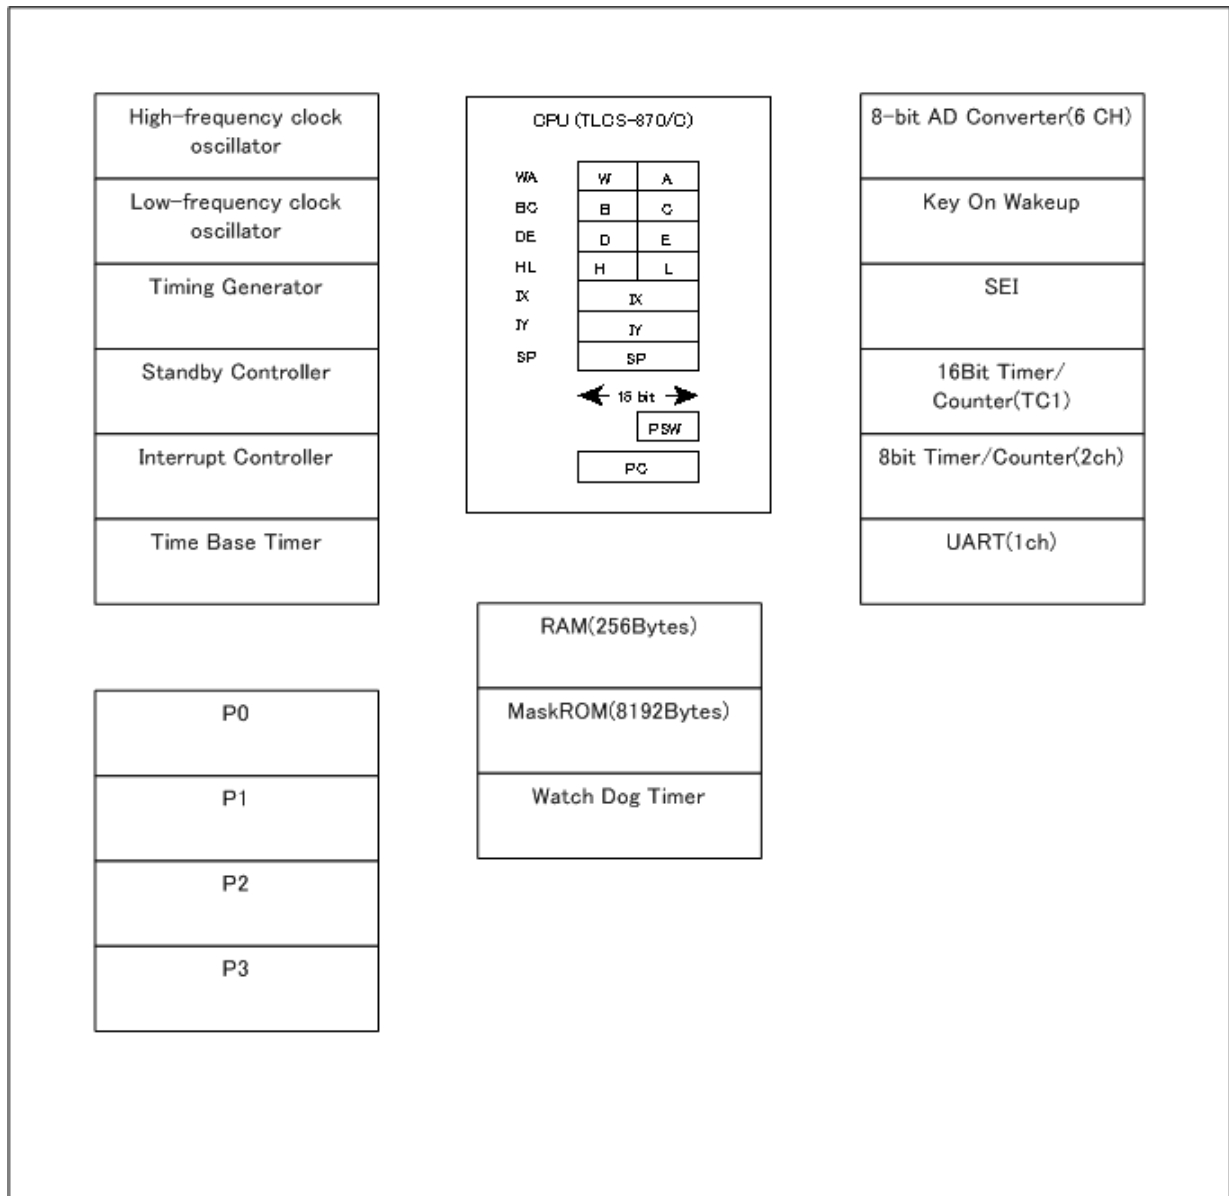 High-frequency clock
oscillator
Low-frequency clock
oscillator
Timing Generator
Standby Controller
Interrupt Controller
Time Base Timer
P0
P1
P2
P3
CPU (TLCS-870/C)
WA W A
BC B C
DE D E
HL H L
IX IX
IY IY
SP SP
16 bit
PSW
PC
RAM(256Bytes)
MaskROM(8192Bytes)
Watch Dog Timer
8-bit AD Converter(6 CH)
Key On Wakeup
SEI
16Bit Timer/
Counter(TC1)
8bit Timer/Counter(2ch)
UART(1ch)